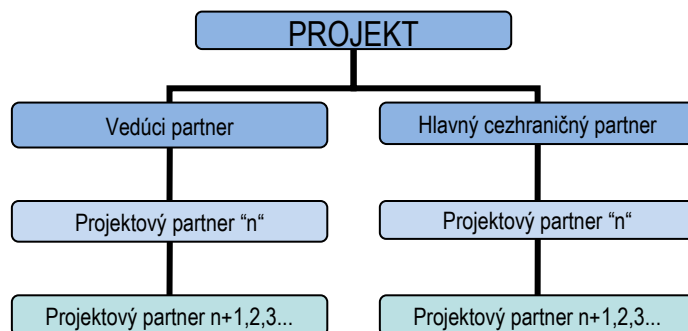 PROJEKT
Vedúci partner
Hlavný cezhraničný partner
Projektový partner “n“
Projektový partner “n“
Projektový partner n+1,2,3...
Projektový partner n+1,2,3...